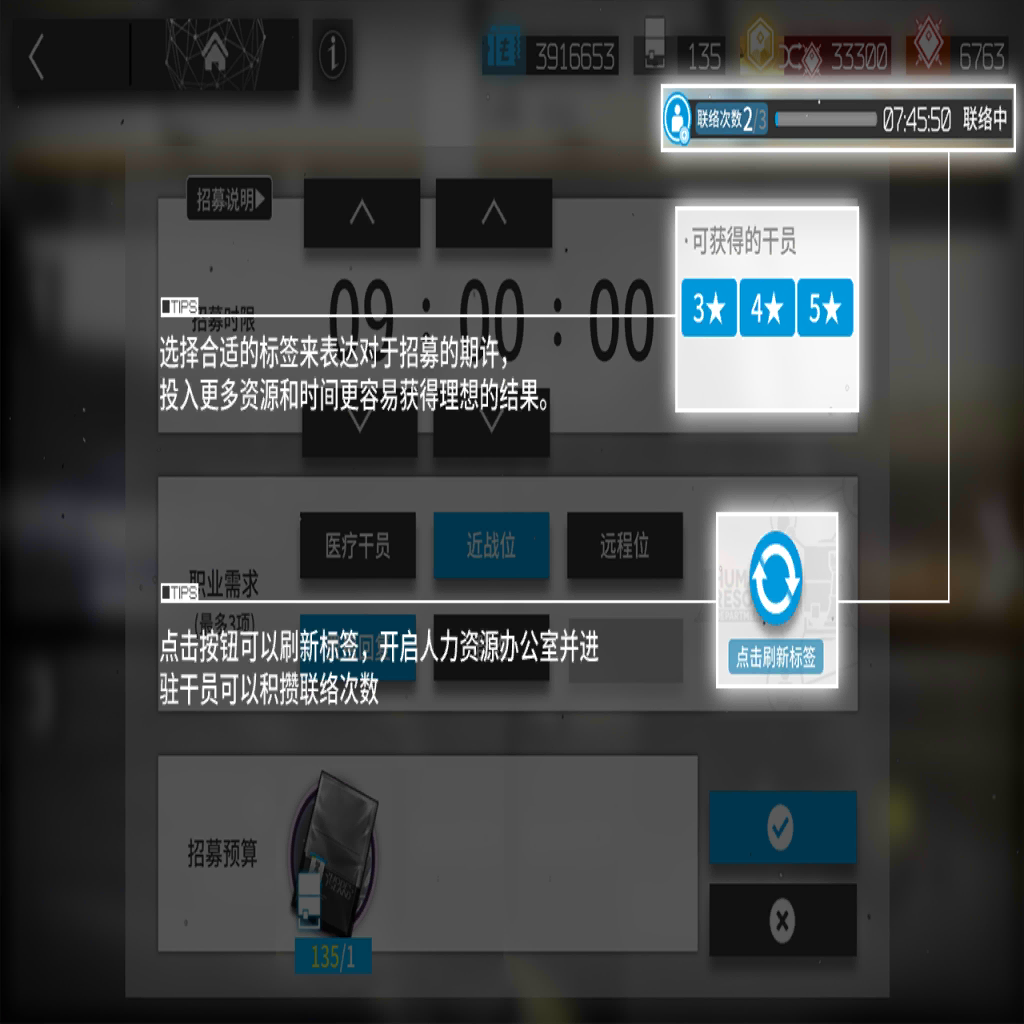 3916653
135
33300
6763
联络次数2/3
07:45:50 联络中
招募说明
·可获得的干员
3★ 4★ 5★
招募时限
09 : 00 : 00
TIPS
选择合适的标签来表达对于招募的期许，
投入更多资源和时间更容易获得理想的结果。
职业需求
(最多3项)
医疗干员
近战位
远程位
TIPS
点击按钮可以刷新标签，开启人力资源办公室并进
驻干员可以积攒联络次数
点击刷新标签
招募预算
135/1